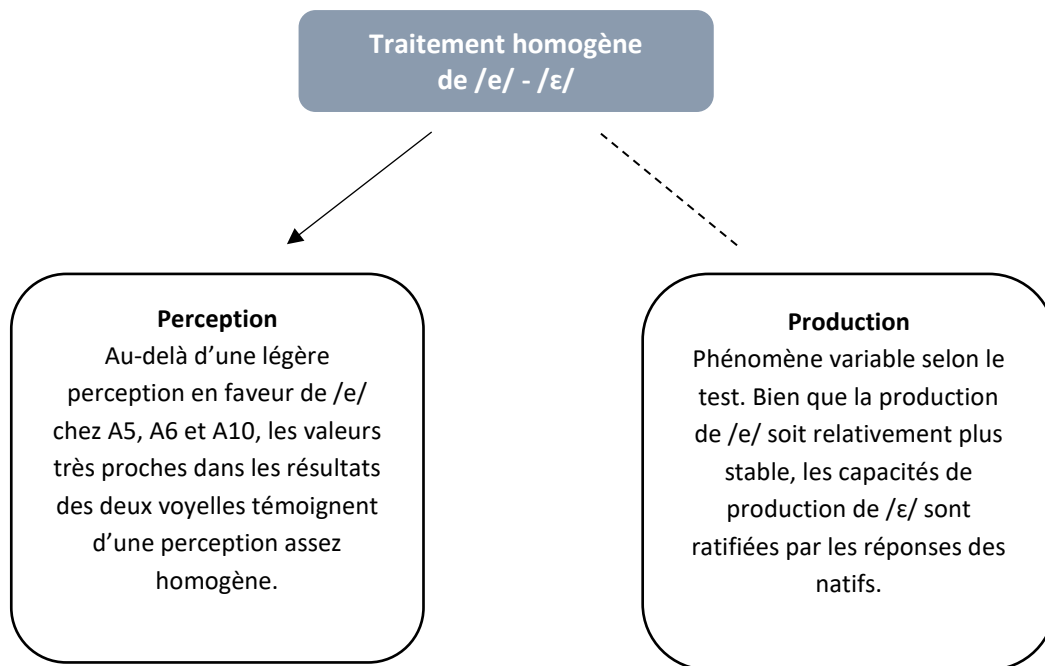 Traitement homogène
de /e/ - /ε/
Perception
Au-delà d’une légère
perception en faveur de /e/
chez A5, A6 et A10, les valeurs
très proches dans les résultats
des deux voyelles témoignent
d’une perception assez
homogène.
Production
Phénomène variable selon le
test. Bien que la production
de /e/ soit relativement plus
stable, les capacités de
production de /ε/ sont
ratifiées par les réponses des
natifs.